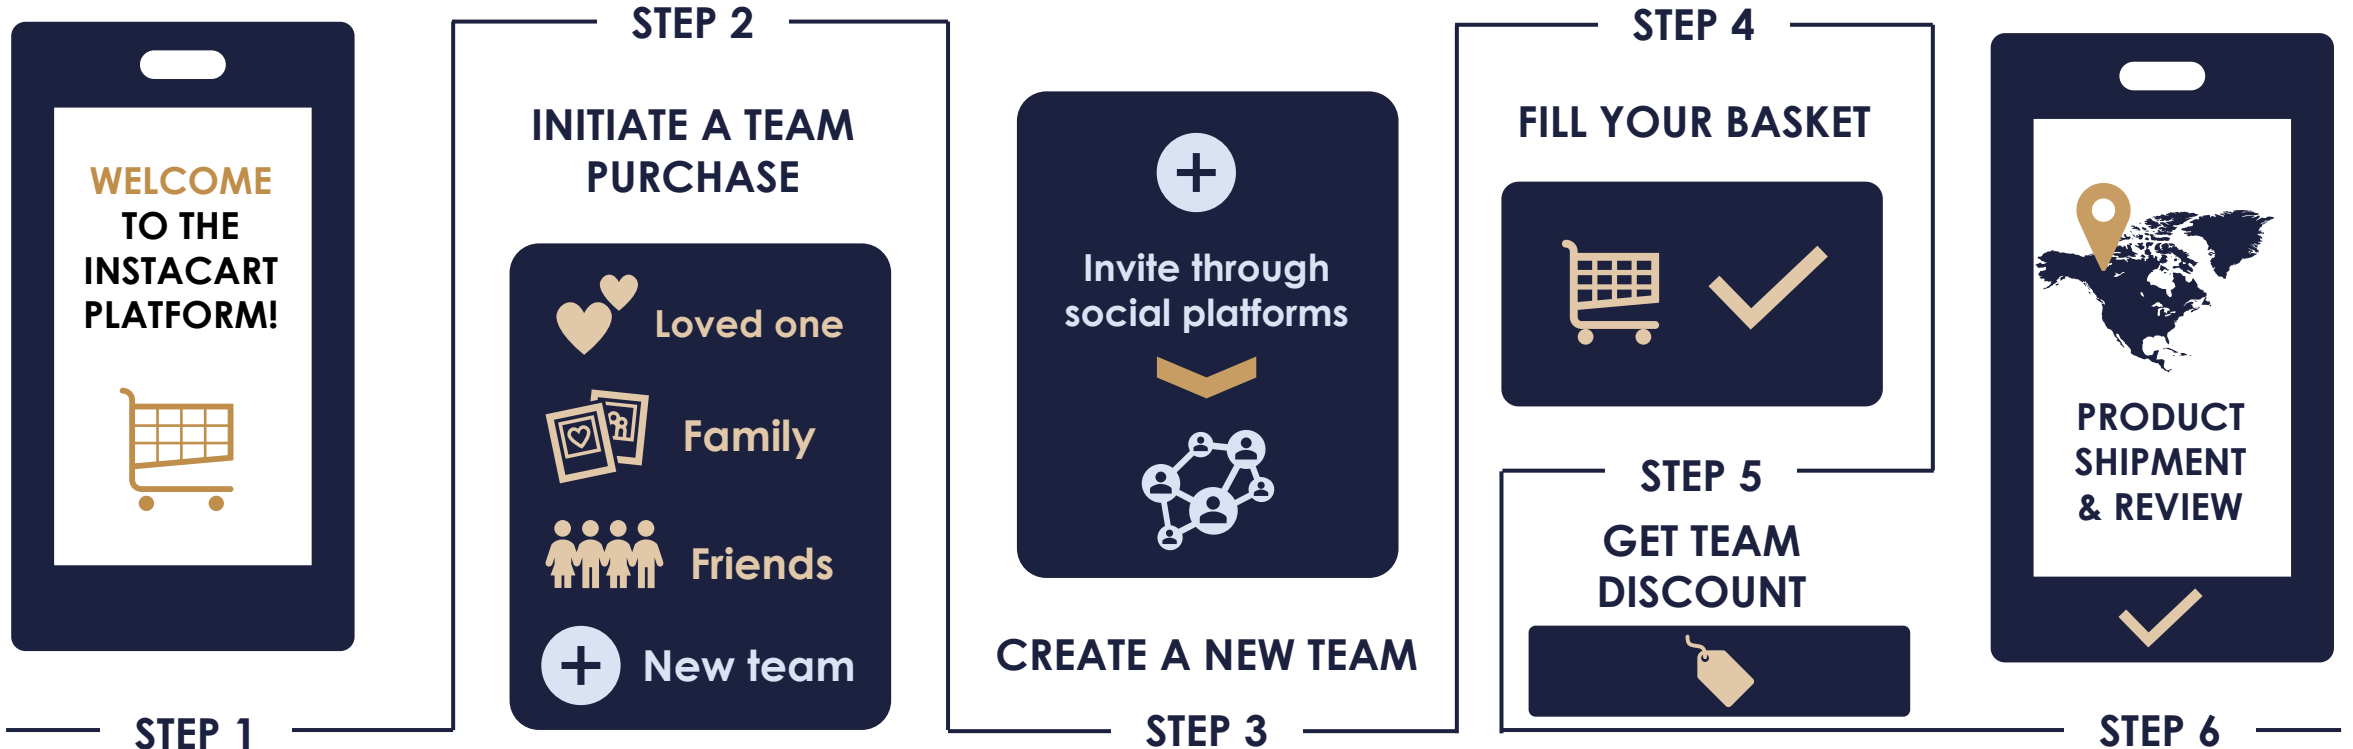 WELCOME
TO THE
INSTACART
PLATFORM!
STEP 1
STEP 2
INITIATE A TEAM
PURCHASE
Loved one
Family
Friends
New team
Invite through
social platforms
CREATE A NEW TEAM
STEP 3
STEP 4
FILL YOUR BASKET
STEP 5
GET TEAM
DISCOUNT
PRODUCT
SHIPMENT
& REVIEW
STEP 6